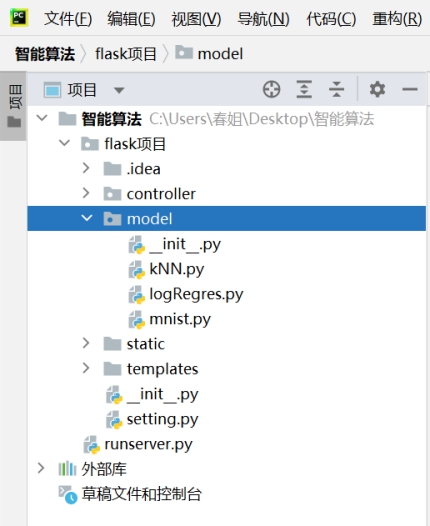 PC 文件(F) 编辑(E) 视图(V) 导航(N) 代码(C) 重构(R)
智能算法 flask项目 model
项目
项目
智能算法 C:\Users\春姐\Desktop\智能算法
flask项目
.idea
controller
model
__init__.py
kNN.py
logRegres.py
mnist.py
static
templates
__init__.py
setting.py
runserver.py
外部库
草稿文件和控制台